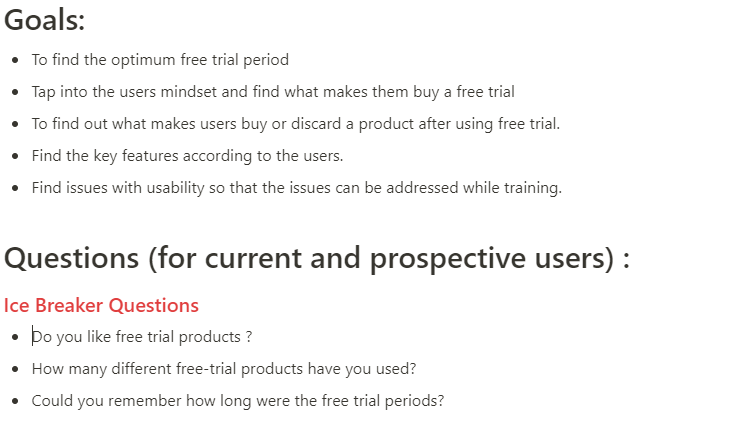 Goals:
To find the optimum free trial period
Tap into the users mindset and find what makes them buy a free trial
To find out what makes users buy or discard a product after using free trial.
Find the key features according to the users.
Find issues with usability so that the issues can be addressed while training.
Questions (for current and prospective users) :
Ice Breaker Questions
Do you like free trial products ?
How many different free-trial products have you used?
Could you remember how long were the free trial periods?